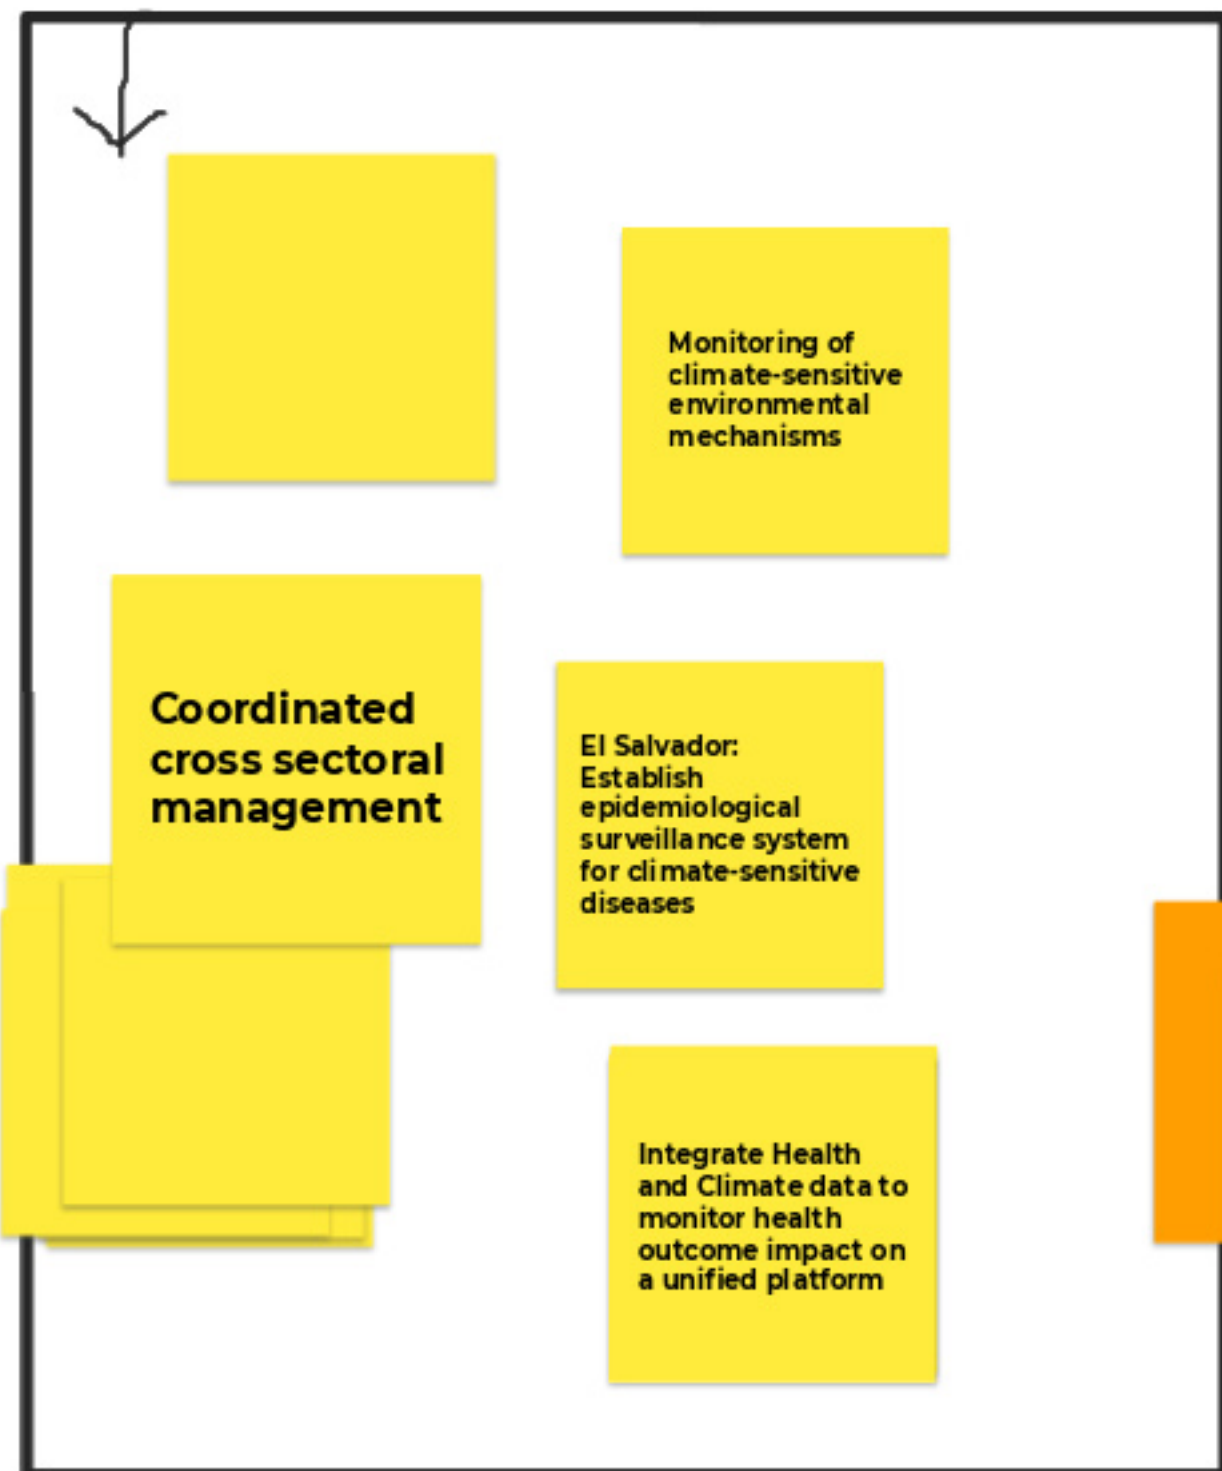 Monitoring of
climate-sensitive
environmental
mechanisms
Coordinated
cross sectoral
management
El Salvador:
Establish
epidemiological
surveillance system
for climate-sensitive
diseases
Integrate Health
and Climate data to
monitor health
outcome impact on
a unified platform